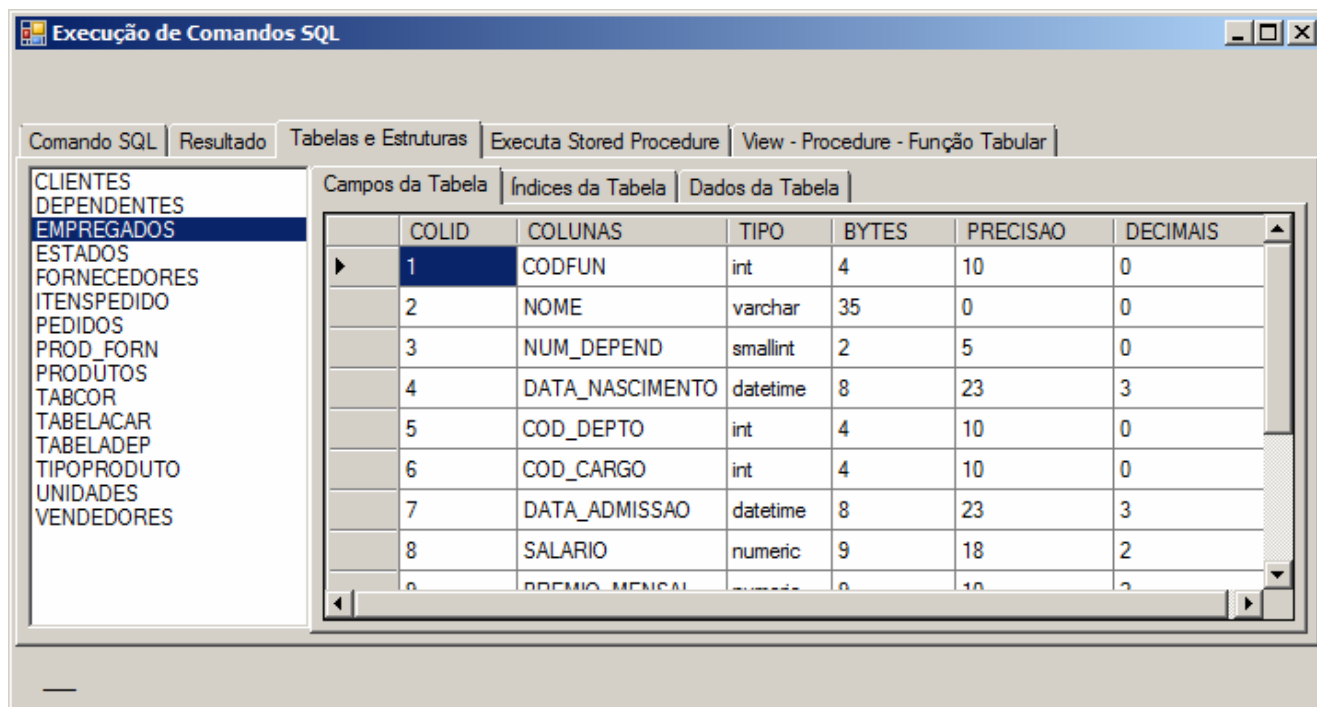 Execução de Comandos SQL
Comando SQL Resultado Tabelas e Estruturas Executa Stored Procedure View - Procedure - Função Tabular
CLIENTES
DEPENDENTES
EMPREGADOS
ESTADOS
FORNECEDORES
ITENSPEDIDO
PEDIDOS
PROD_FORN
PRODUTOS
TABCOR
TABELACAR
TABELADEP
TIPOPRODUTO
UNIDADES
VENDEDORES
Campos da Tabela Índices da Tabela Dados da Tabela
COLID COLUNAS TIPO BYTES PRECISAO DECIMAIS
1 CODFUN int 4 10 0
2 NOME varchar 35 0 0
3 NUM_DEPEND smallint 2 5 0
4 DATA_NASCIMENTO datetime 8 23 3
5 COD_DEPTO int 4 10 0
6 COD_CARGO int 4 10 0
7 DATA_ADMISSAO datetime 8 23 3
8 SALARIO numeric 9 18 2
PREMIO_MENSAL numeric